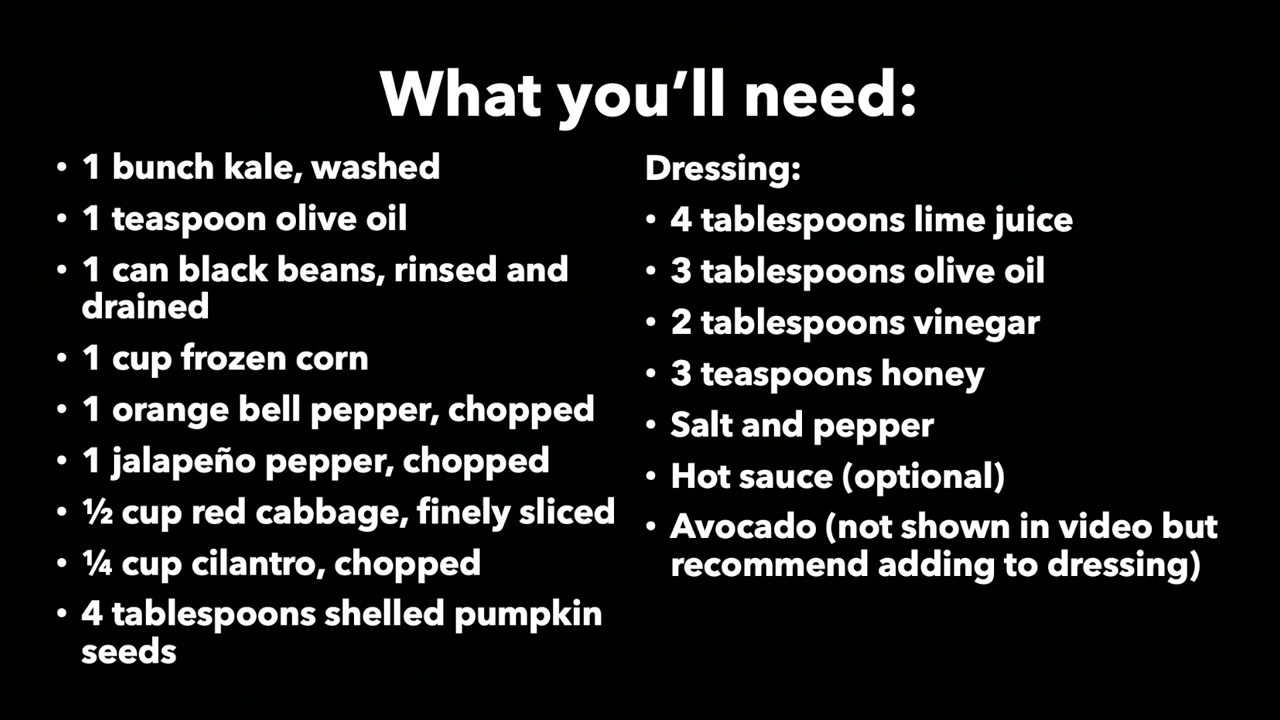 What you’ll need:
• 1 bunch kale, washed
• 1 teaspoon olive oil
• 1 can black beans, rinsed and
drained
• 1 cup frozen corn
• 1 orange bell pepper, chopped
• 1 jalapeño pepper, chopped
• ½ cup red cabbage, finely sliced
• ¼ cup cilantro, chopped
• 4 tablespoons shelled pumpkin
seeds
Dressing:
• 4 tablespoons lime juice
• 3 tablespoons olive oil
• 2 tablespoons vinegar
• 3 teaspoons honey
• Salt and pepper
• Hot sauce (optional)
• Avocado (not shown in video but
recommend adding to dressing)